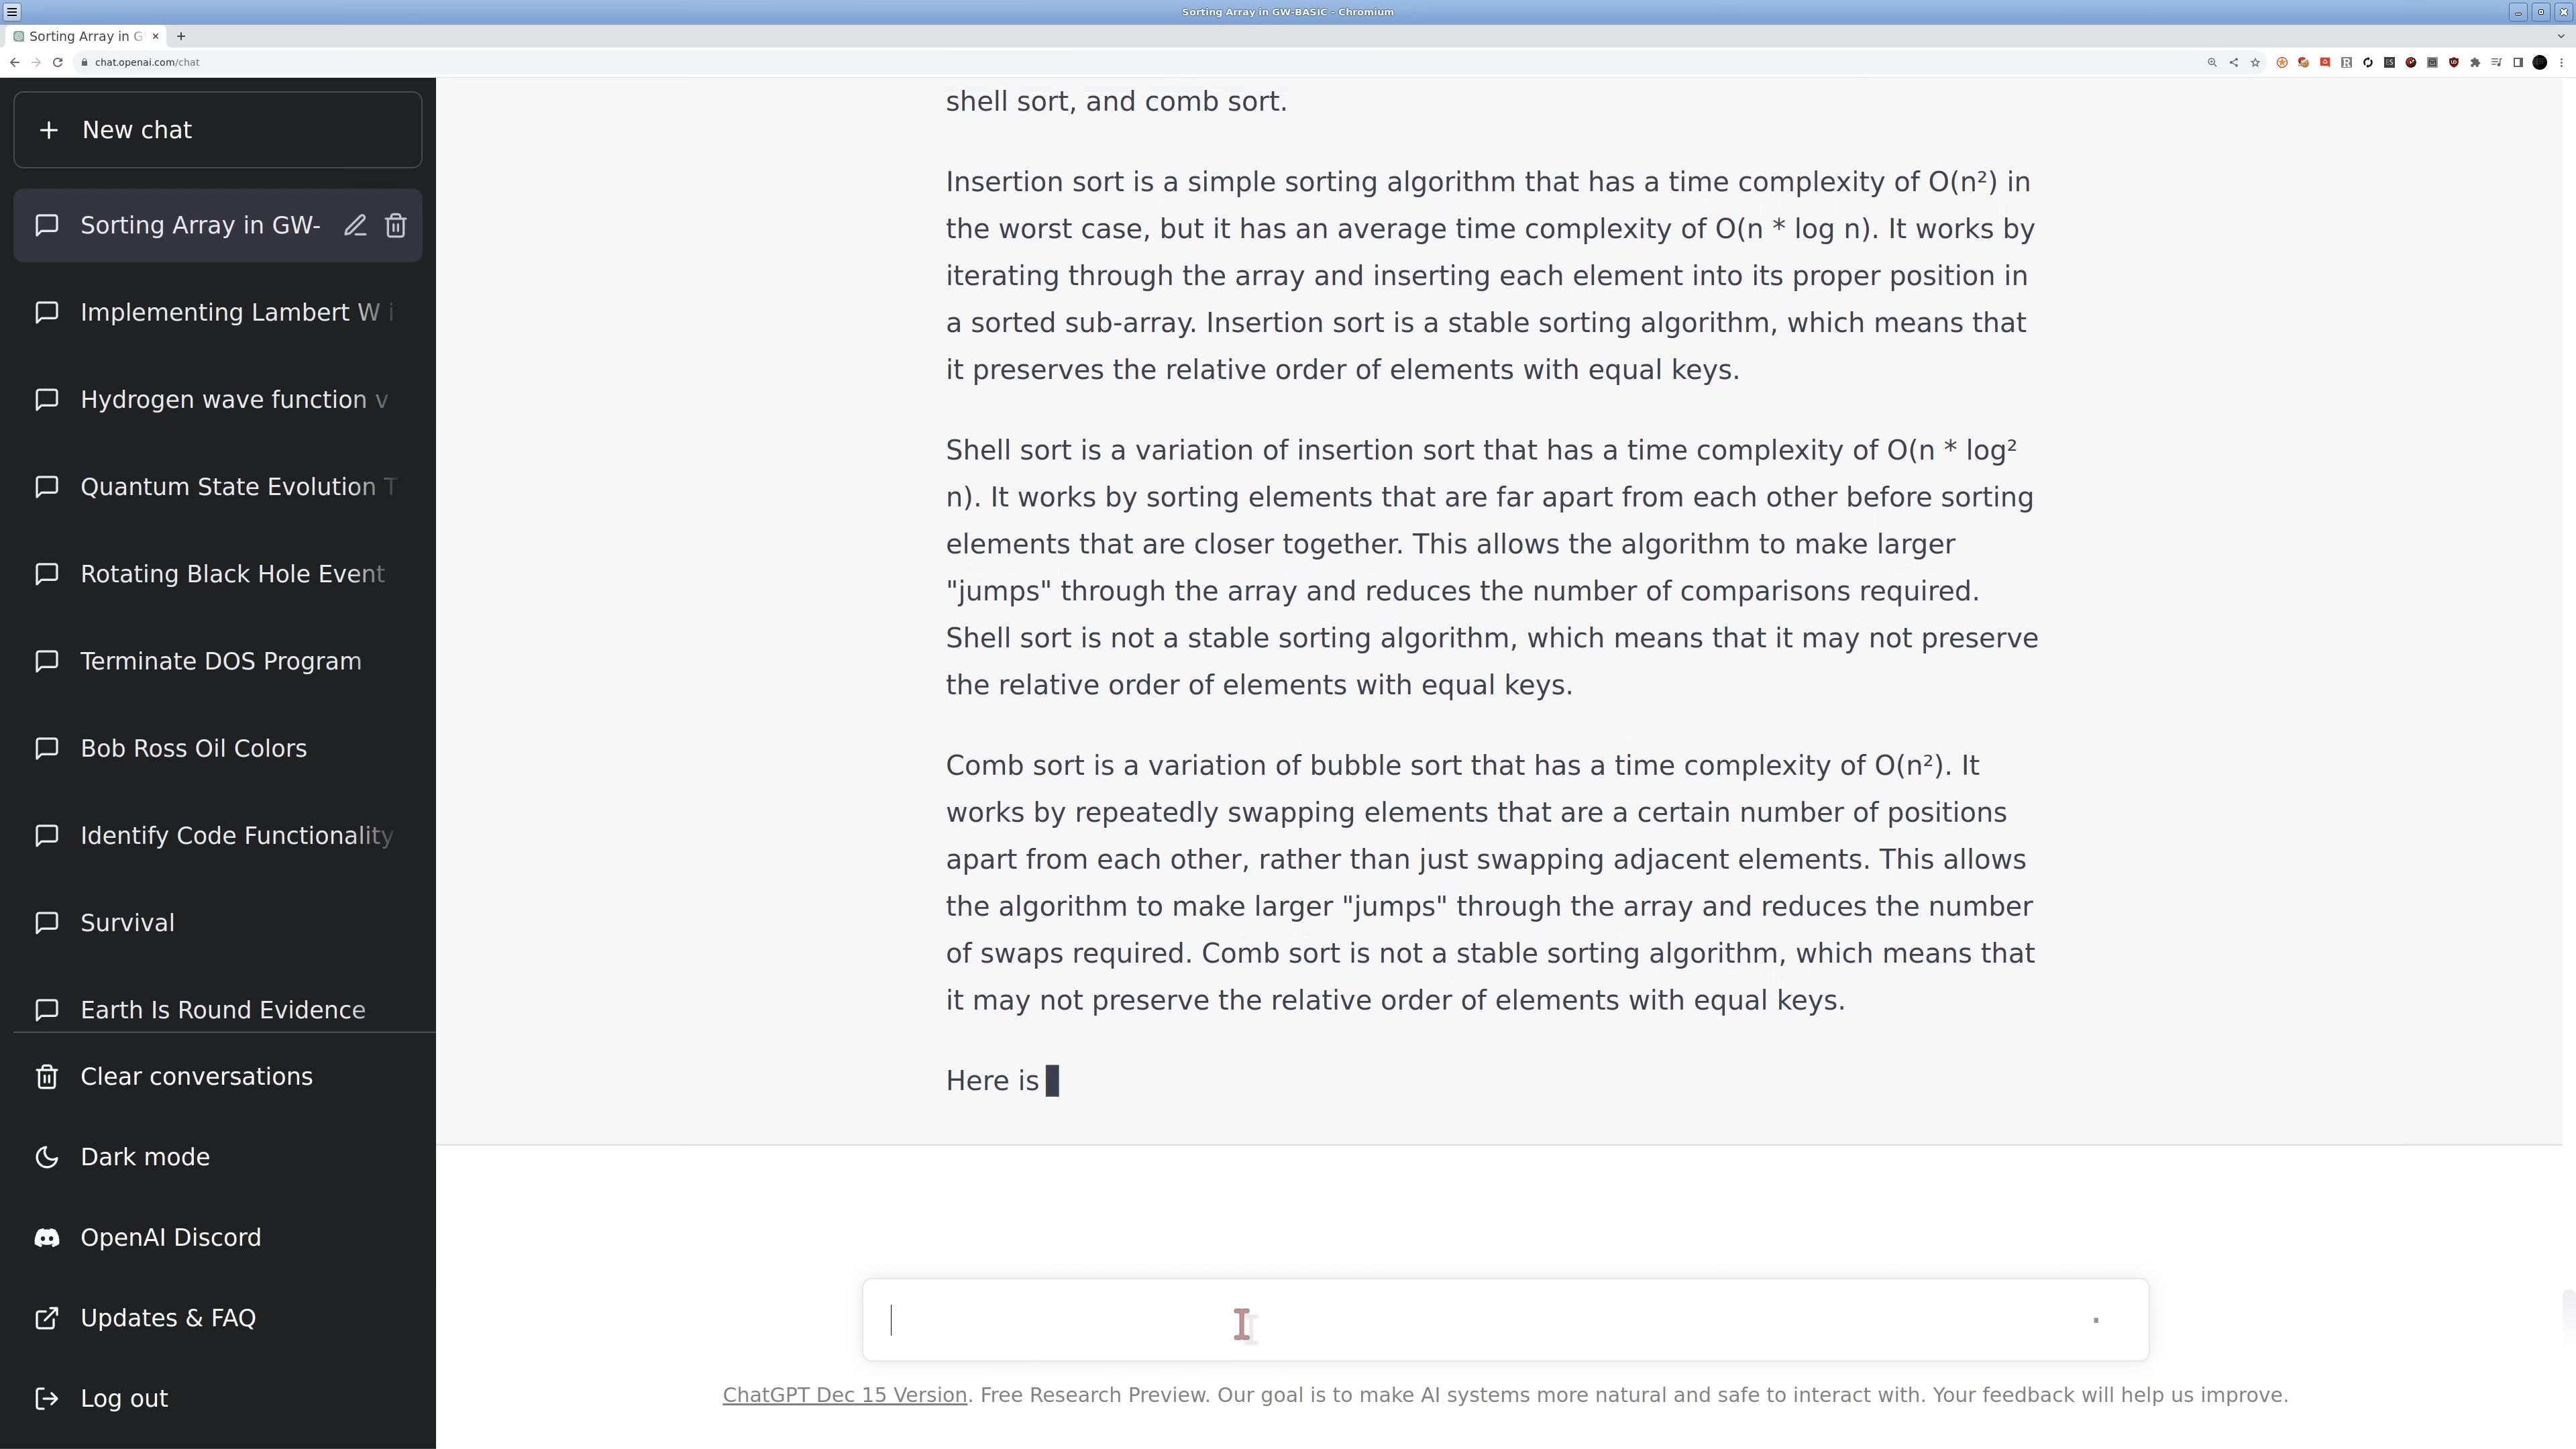 Sorting Array in GW-BASIC - Chromium
Sorting Array in G
chat.openai.com/chat
New chat
Sorting Array in GW-
Implementing Lambert W i
Hydrogen wave function v
Quantum State Evolution T
Rotating Black Hole Event
Terminate DOS Program
Bob Ross Oil Colors
Identify Code Functionality
Survival
Earth Is Round Evidence
Clear conversations
Dark mode
OpenAI Discord
Updates & FAQ
Log out
shell sort, and comb sort.
Insertion sort is a simple sorting algorithm that has a time complexity of O(n²) in
the worst case, but it has an average time complexity of O(n * log n). It works by
iterating through the array and inserting each element into its proper position in
a sorted sub-array. Insertion sort is a stable sorting algorithm, which means that
it preserves the relative order of elements with equal keys.
Shell sort is a variation of insertion sort that has a time complexity of O(n * log²
n). It works by sorting elements that are far apart from each other before sorting
elements that are closer together. This allows the algorithm to make larger
"jumps" through the array and reduces the number of comparisons required.
Shell sort is not a stable sorting algorithm, which means that it may not preserve
the relative order of elements with equal keys.
Comb sort is a variation of bubble sort that has a time complexity of O(n²). It
works by repeatedly swapping elements that are a certain number of positions
apart from each other, rather than just swapping adjacent elements. This allows
the algorithm to make larger "jumps" through the array and reduces the number
of swaps required. Comb sort is not a stable sorting algorithm, which means that
it may not preserve the relative order of elements with equal keys.
Here is
ChatGPT Dec 15 Version. Free Research Preview. Our goal is to make AI systems more natural and safe to interact with. Your feedback will help us improve.